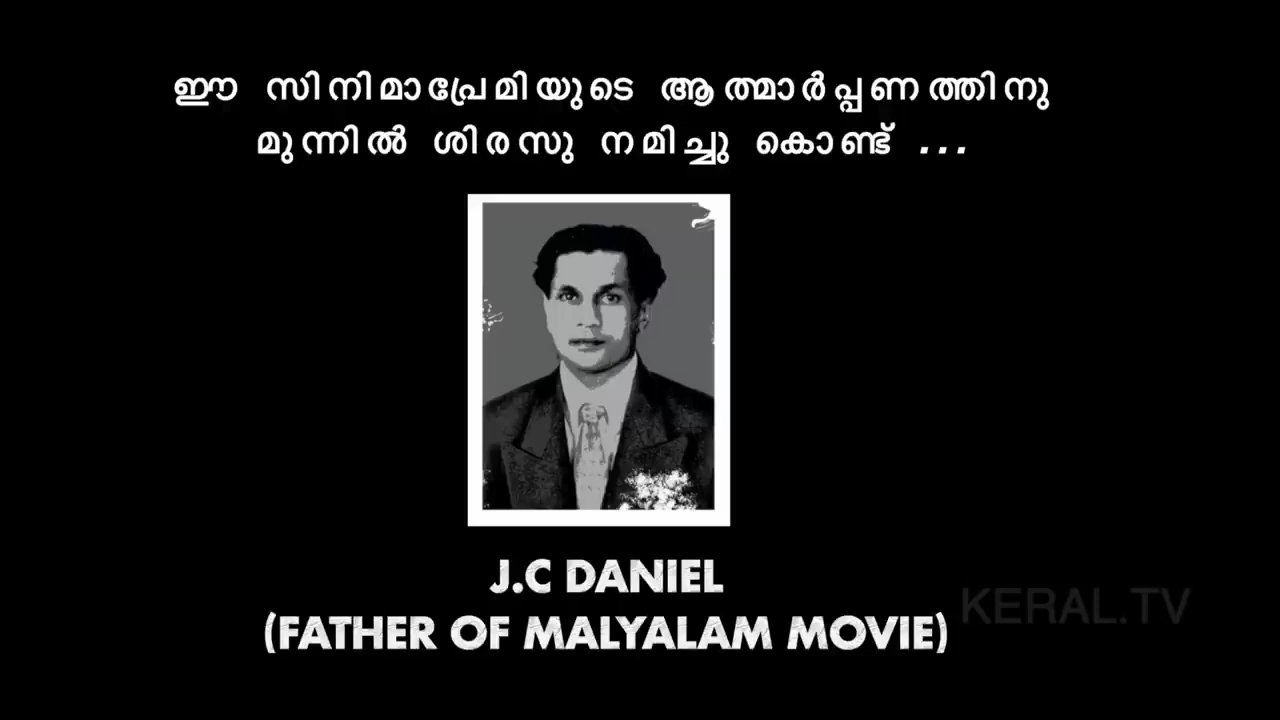 ഈ സിനിമാപ്രേമിയുടെ ആത്മാർപ്പണത്തിനു
മുന്നിൽ ശിരസു നമിച്ചു കൊണ്ട് ...
J.C DANIEL
(FATHER OF MALYALAM MOVIE)
KERAL.TV